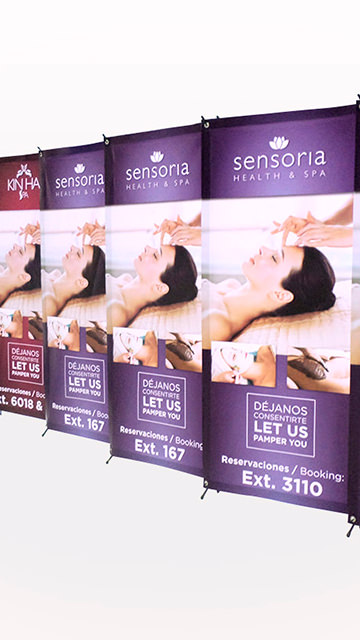 KIN HA
SPA
DÉJANOS
CONSENTIRTE
LET US
PAMPER YOU
Reservaciones /
Ext. 6018 &
sensoria
HEALTH & SPA
DÉJANOS
CONSENTIRTE
LET US
PAMPER YOU
Reservaciones / Booking
Ext. 167
sensoria
HEALTH & SPA
DÉJANOS
CONSENTIRTE
LET US
PAMPER YOU
Reservaciones / Booking:
Ext. 167
sensoria
HEALTH & SPA
DÉJANOS
CONSENTIRTE
LET US
PAMPER YOU
Reservaciones / Booking:
Ext. 3110